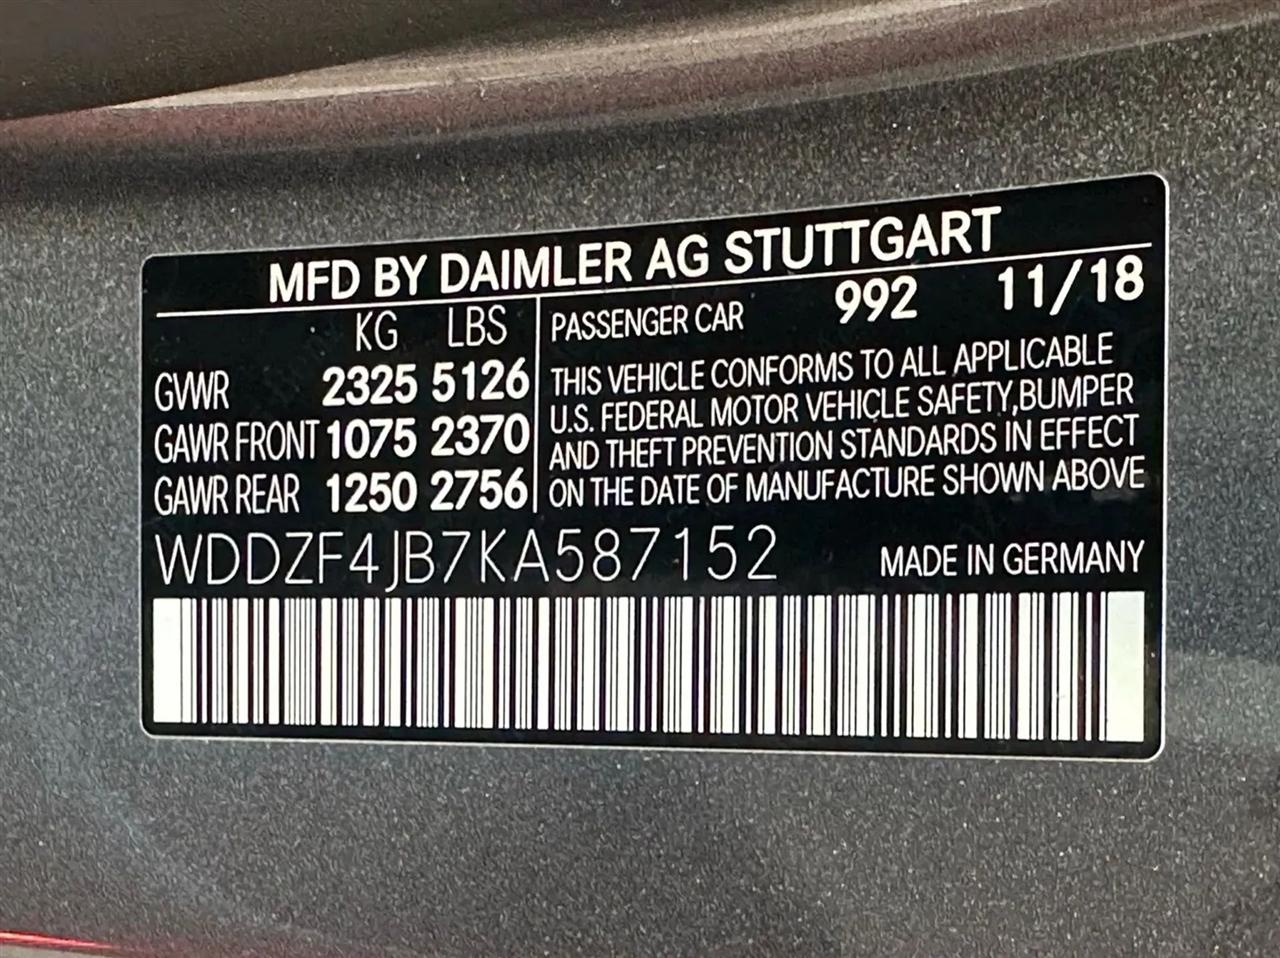 MFD BY DAIMLER AG STUTTGART
KG LBS
GVWR 2325 5126
GAWR FRONT 1075 2370
GAWR REAR 1250 2756
PASSENGER CAR 992 11/18
THIS VEHICLE CONFORMS TO ALL APPLICABLE
U.S. FEDERAL MOTOR VEHICLE SAFETY,BUMPER
AND THEFT PREVENTION STANDARDS IN EFFECT
ON THE DATE OF MANUFACTURE SHOWN ABOVE
WDDZF4JB7KA587152 MADE IN GERMANY